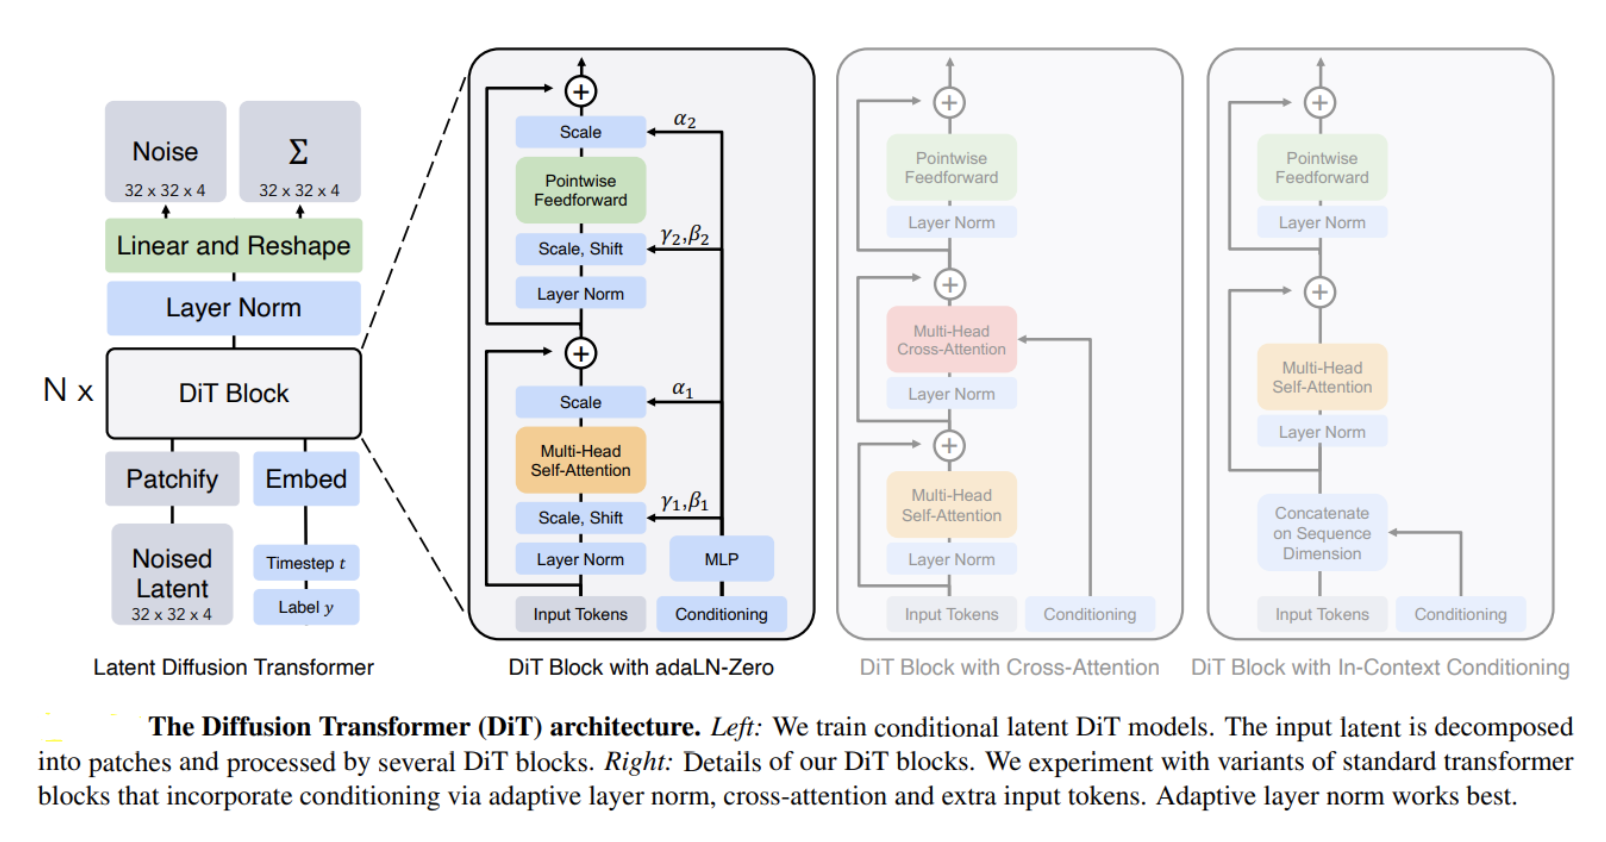 Noise
32 x 32 x 4
Σ
32 x 32 x 4
Linear and Reshape
Layer Norm
N x
DiT Block
Patchify
Embed
Noised
Latent
32 x 32 x 4
Timestep t
Label y
Latent Diffusion Transformer
Scale
α₂
Pointwise
Feedforward
Scale, Shift
γ₂,β₂
Layer Norm
Scale
α₁
Multi-Head
Self-Attention
Scale, Shift
γ₁,β₁
Layer Norm
MLP
Input Tokens
Conditioning
DiT Block with adaLN-Zero
Pointwise
Feedforward
Layer Norm
Multi-Head
Cross-Attention
Layer Norm
Multi-Head
Self-Attention
Layer Norm
Input Tokens
Conditioning
DiT Block with Cross-Attention
Pointwise
Feedforward
Layer Norm
Multi-Head
Self-Attention
Layer Norm
Concatenate
on Sequence
Dimension
Input Tokens
Conditioning
DiT Block with In-Context Conditioning
The Diffusion Transformer (DiT) architecture. Left: We train conditional latent DiT models. The input latent is decomposed
into patches and processed by several DiT blocks. Right: Details of our DiT blocks. We experiment with variants of standard transformer
blocks that incorporate conditioning via adaptive layer norm, cross-attention and extra input tokens. Adaptive layer norm works best.